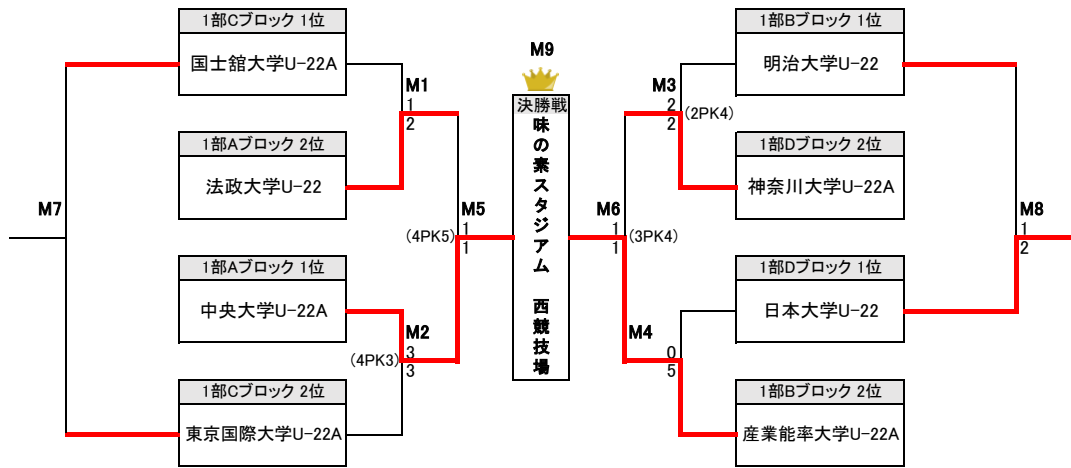 1部Cブロック 1位
国士舘大学U-22A
1部Aブロック 2位
法政大学U-22
1部Aブロック 1位
中央大学U-22A
1部Cブロック 2位
東京国際大学U-22A
M7
M1
1
2
M2
(4PK3)
3
3
M5
(4PK5)
1
1
M9
決勝戦
味の素スタジアム 西競技場
M6
1
1
(3PK4)
M3
2
2
(2PK4)
M4
0
5
1部Bブロック 1位
明治大学U-22
1部Dブロック 2位
神奈川大学U-22A
1部Dブロック 1位
日本大学U-22
1部Bブロック 2位
産業能率大学U-22A
M8
1
2